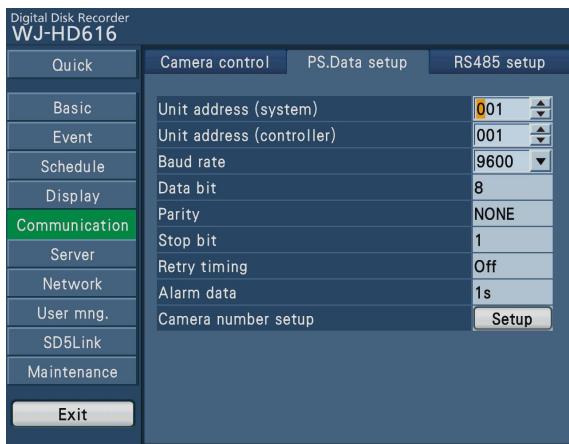 Digital Disk Recorder
WJ-HD616
Quick
Basic
Event
Schedule
Display
Communication
Server
Network
User mng.
SD5Link
Maintenance
Exit
Camera control PS.Data setup RS485 setup
Unit address (system) 001
Unit address (controller) 001
Baud rate 9600
Data bit 8
Parity NONE
Stop bit 1
Retry timing Off
Alarm data 1s
Camera number setup Setup